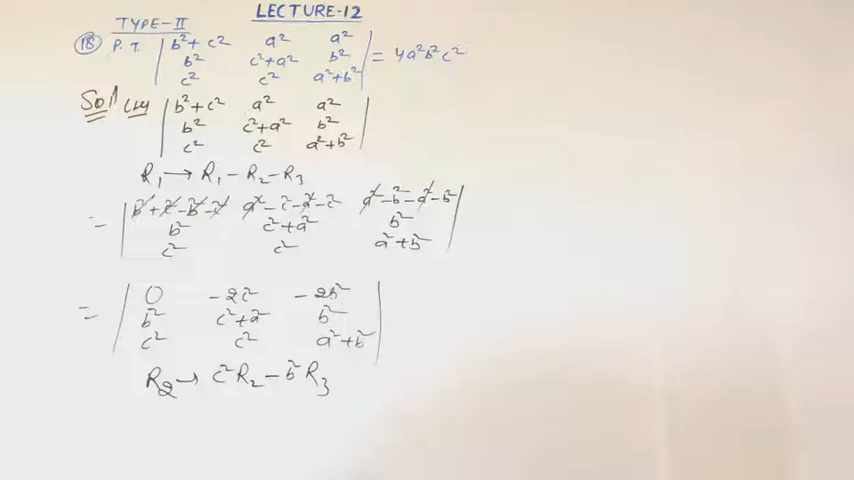 LECTURE-12
TYPE-II
(18) P.T. | b²+c² a² a² |
| b² c²+a² b² | = 4a²b²c²
| c² c² a²+b² |
Sol LHS | b²+c² a² a² |
| b² c²+a² b² |
| c² c² a²+b² |
R₁ → R₁ - R₂ - R₃
= | b²+c²-b²-c² a²-c²-a²-c² a²-b²-a²-b² |
| b² c²+a² b² |
| c² c² a²+b² |
= | 0 -2c² -2b² |
| b² c²+a² b² |
| c² c² a²+b² |
R₂ → c²R₂ - b²R₃